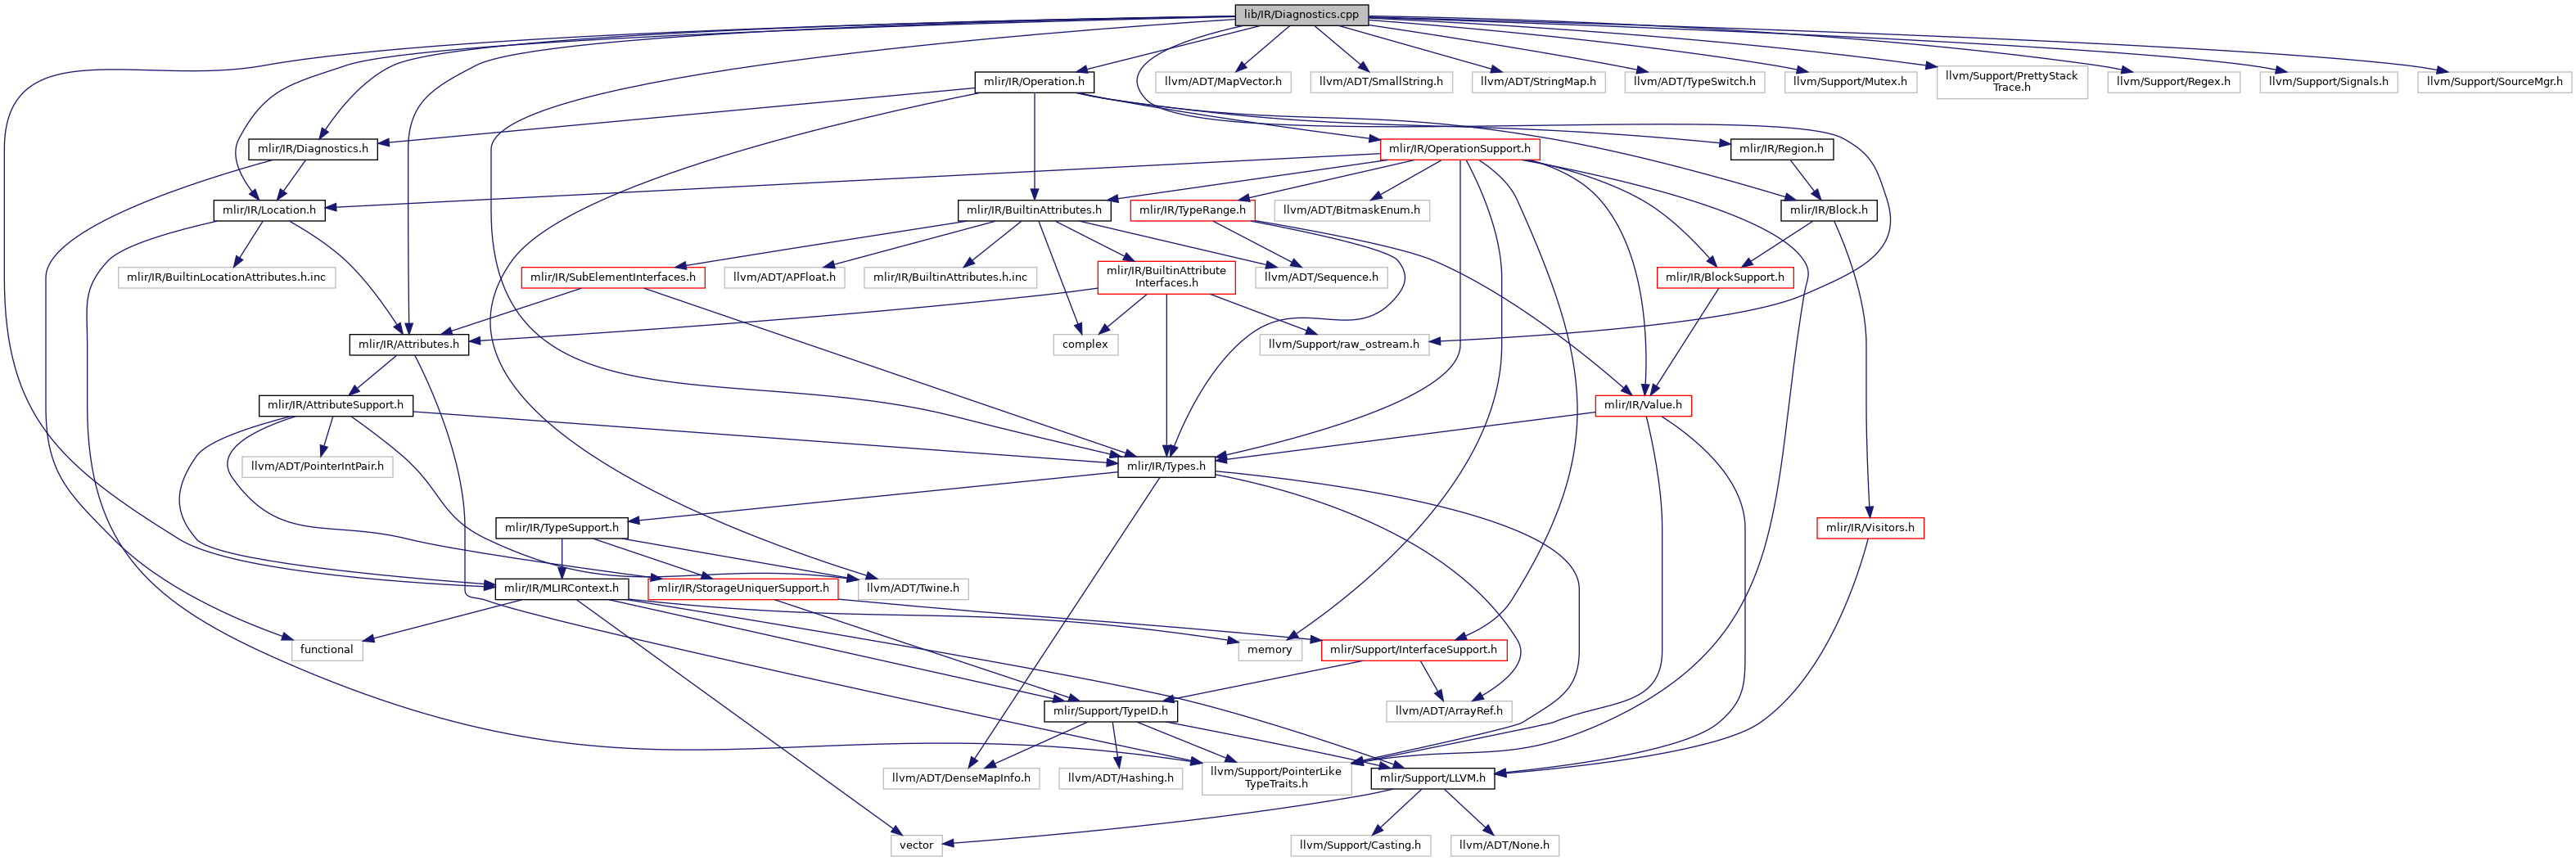 lib/IR/Diagnostics.cpp
mlir/IR/Operation.h
llvm/ADT/MapVector.h
llvm/ADT/SmallString.h
llvm/ADT/StringMap.h
llvm/ADT/TypeSwitch.h
llvm/Support/Mutex.h
llvm/Support/PrettyStack
Trace.h
llvm/Support/Regex.h
llvm/Support/Signals.h
llvm/Support/SourceMgr.h
mlir/IR/Diagnostics.h
mlir/IR/OperationSupport.h
mlir/IR/Region.h
mlir/IR/Location.h
mlir/IR/BuiltinAttributes.h
mlir/IR/TypeRange.h
llvm/ADT/BitmaskEnum.h
mlir/IR/Block.h
mlir/IR/BuiltinLocationAttributes.h.inc
mlir/IR/SubElementInterfaces.h
llvm/ADT/APFloat.h
mlir/IR/BuiltinAttributes.h.inc
mlir/IR/BuiltinAttribute
Interfaces.h
llvm/ADT/Sequence.h
mlir/IR/BlockSupport.h
mlir/IR/Attributes.h
complex
llvm/Support/raw_ostream.h
mlir/IR/AttributeSupport.h
mlir/IR/Value.h
llvm/ADT/PointerIntPair.h
mlir/IR/Types.h
mlir/IR/TypeSupport.h
mlir/IR/Visitors.h
mlir/IR/MLIRContext.h
mlir/IR/StorageUniquerSupport.h
llvm/ADT/Twine.h
functional
memory
mlir/Support/InterfaceSupport.h
mlir/Support/TypeID.h
llvm/ADT/ArrayRef.h
llvm/ADT/DenseMapInfo.h
llvm/ADT/Hashing.h
llvm/Support/PointerLike
TypeTraits.h
mlir/Support/LLVM.h
vector
llvm/Support/Casting.h
llvm/ADT/None.h